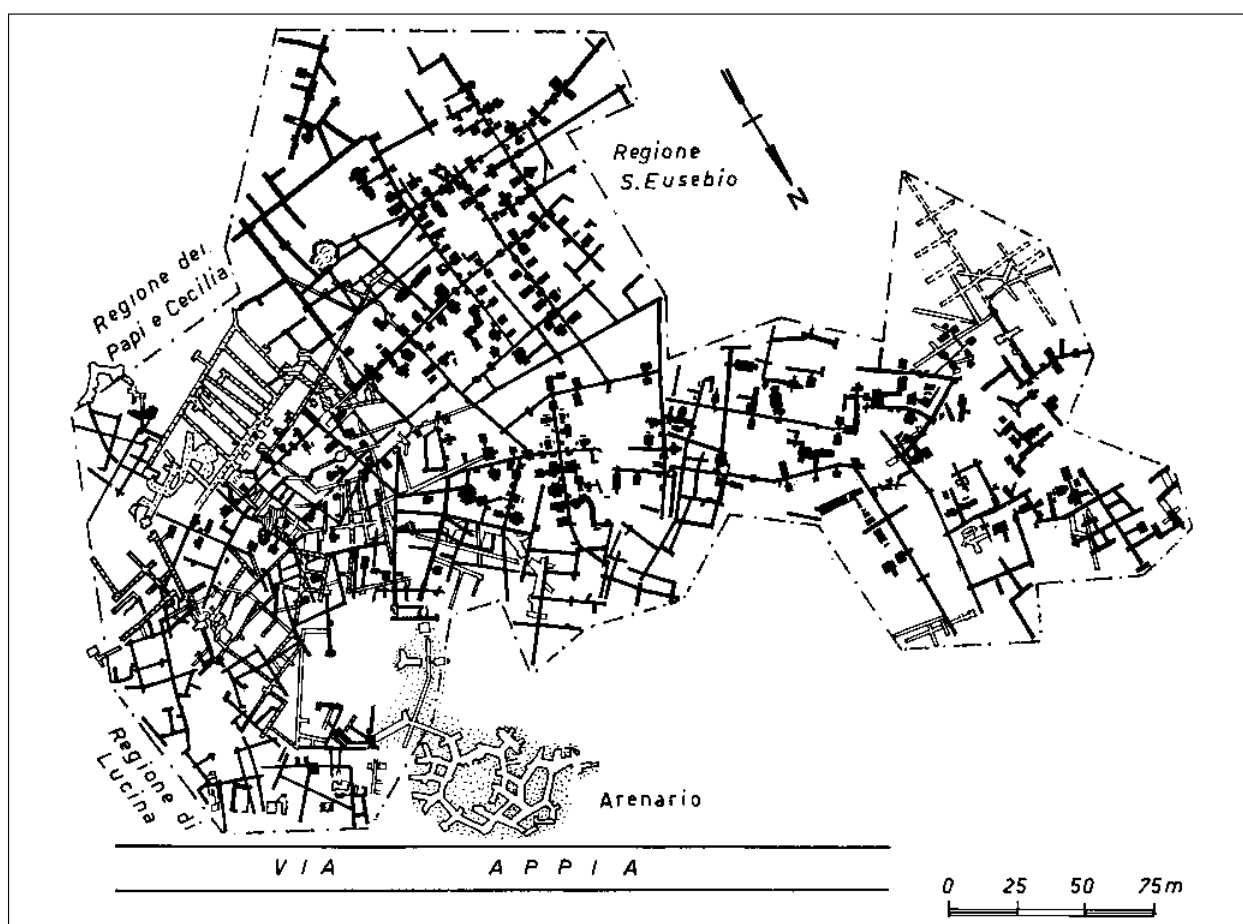 Regione
S. Eusebio
N
Regione dei
Papi e Cecilia
Regione di
Lucina
Arenario
VIA APPIA
0 25 50 75m